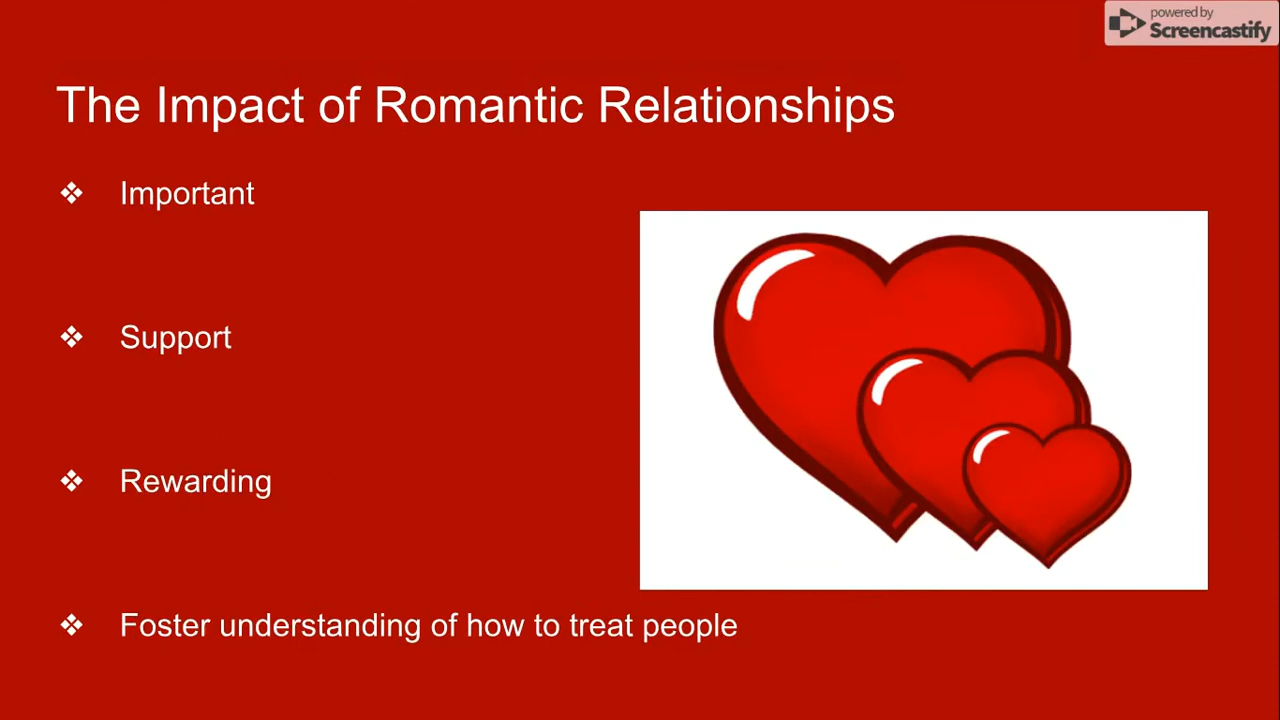 powered by
Screencastify
The Impact of Romantic Relationships
❖ Important
❖ Support
❖ Rewarding
❖ Foster understanding of how to treat people